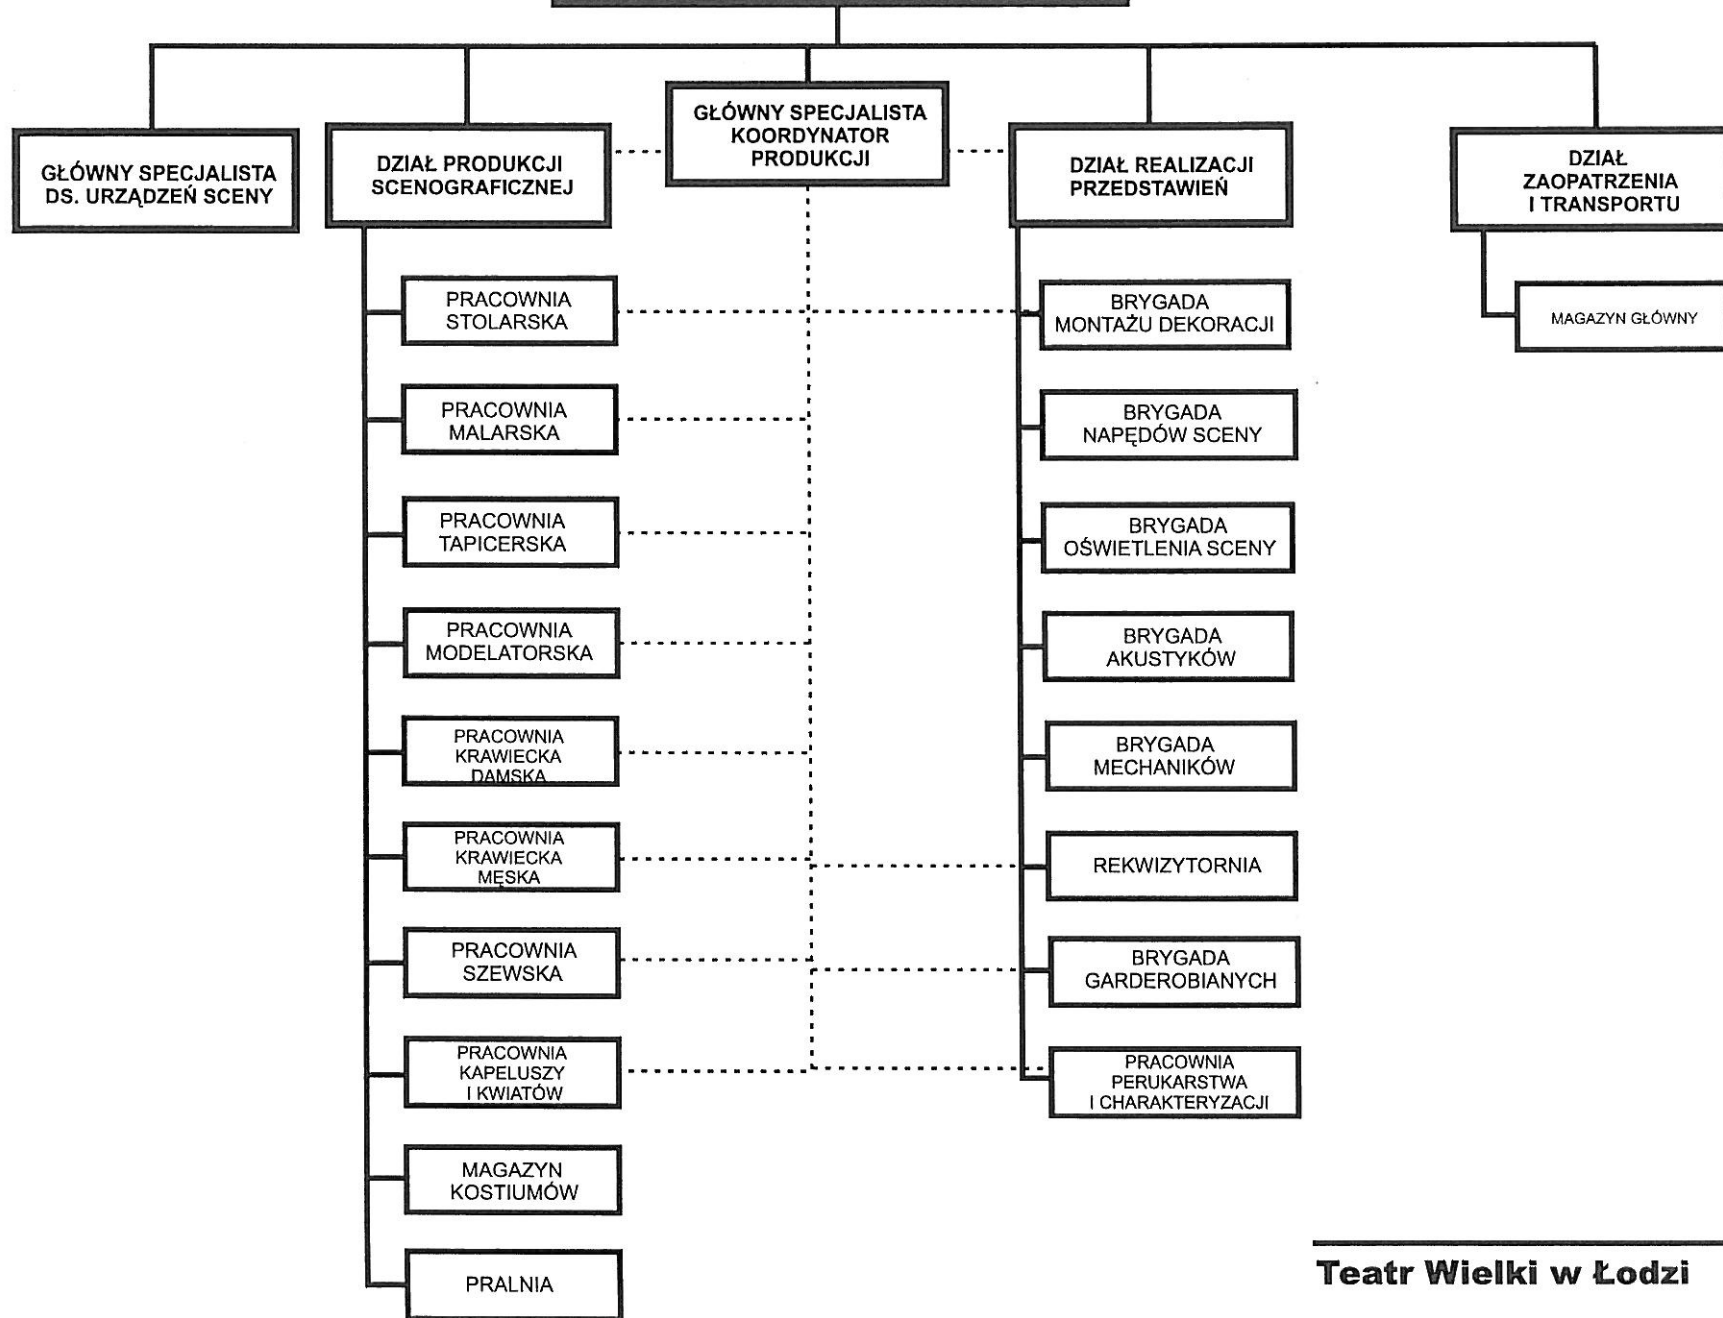 GŁÓWNY SPECJALISTA
DS. URZĄDZEŃ SCENY
DZIAŁ PRODUKCJI
SCENOGRAFICZNEJ
GŁÓWNY SPECJALISTA
KOORDYNATOR
PRODUKCJI
DZIAŁ REALIZACJI
PRZEDSTAWIEŃ
DZIAŁ
ZAOPATRZENIA
I TRANSPORTU
PRACOWNIA
STOLARSKA
PRACOWNIA
MALARSKA
PRACOWNIA
TAPICERSKA
PRACOWNIA
MODELATORSKA
PRACOWNIA
KRAWIECKA
DAMSKA
PRACOWNIA
KRAWIECKA
MĘSKA
PRACOWNIA
SZEWSKA
PRACOWNIA
KAPELUSZY
I KWIATÓW
MAGAZYN
KOSTIUMÓW
PRALNIA
BRYGADA
MONTAŻU DEKORACJI
BRYGADA
NAPĘDÓW SCENY
BRYGADA
OŚWIETLENIA SCENY
BRYGADA
AKUSTYKÓW
BRYGADA
MECHANIKÓW
REKWIZYTORNIA
BRYGADA
GARDEROBIANYCH
PRACOWNIA
PERUKARSTWA
I CHARAKTERYZACJI
MAGAZYN GŁÓWNY
Teatr Wielki w Łodzi